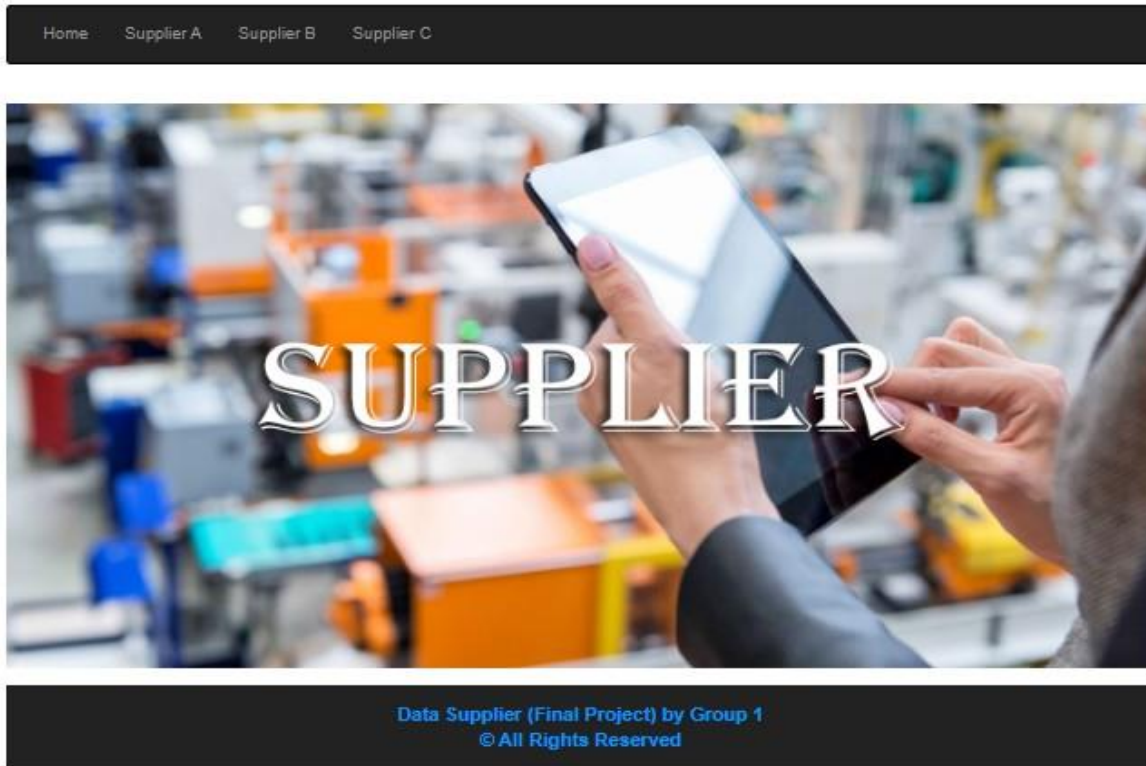 Home Supplier A Supplier B Supplier C
SUPPLIER
Data Supplier (Final Project) by Group 1
© All Rights Reserved